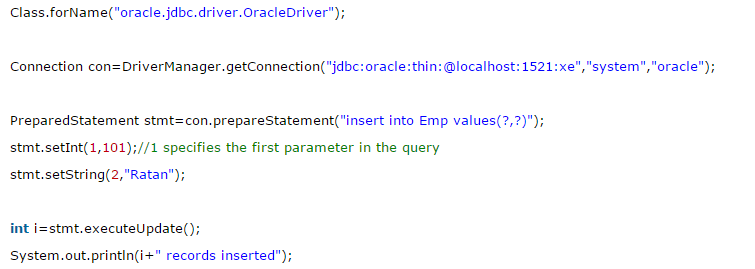 Class.forName("oracle.jdbc.driver.OracleDriver");
Connection con=DriverManager.getConnection("jdbc:oracle:thin:@localhost:1521:xe","system","oracle");
PreparedStatement stmt=con.prepareStatement("insert into Emp values(?,?)");
stmt.setInt(1,101);//1 specifies the first parameter in the query
stmt.setString(2,"Ratan");
int i=stmt.executeUpdate();
System.out.println(i+" records inserted");